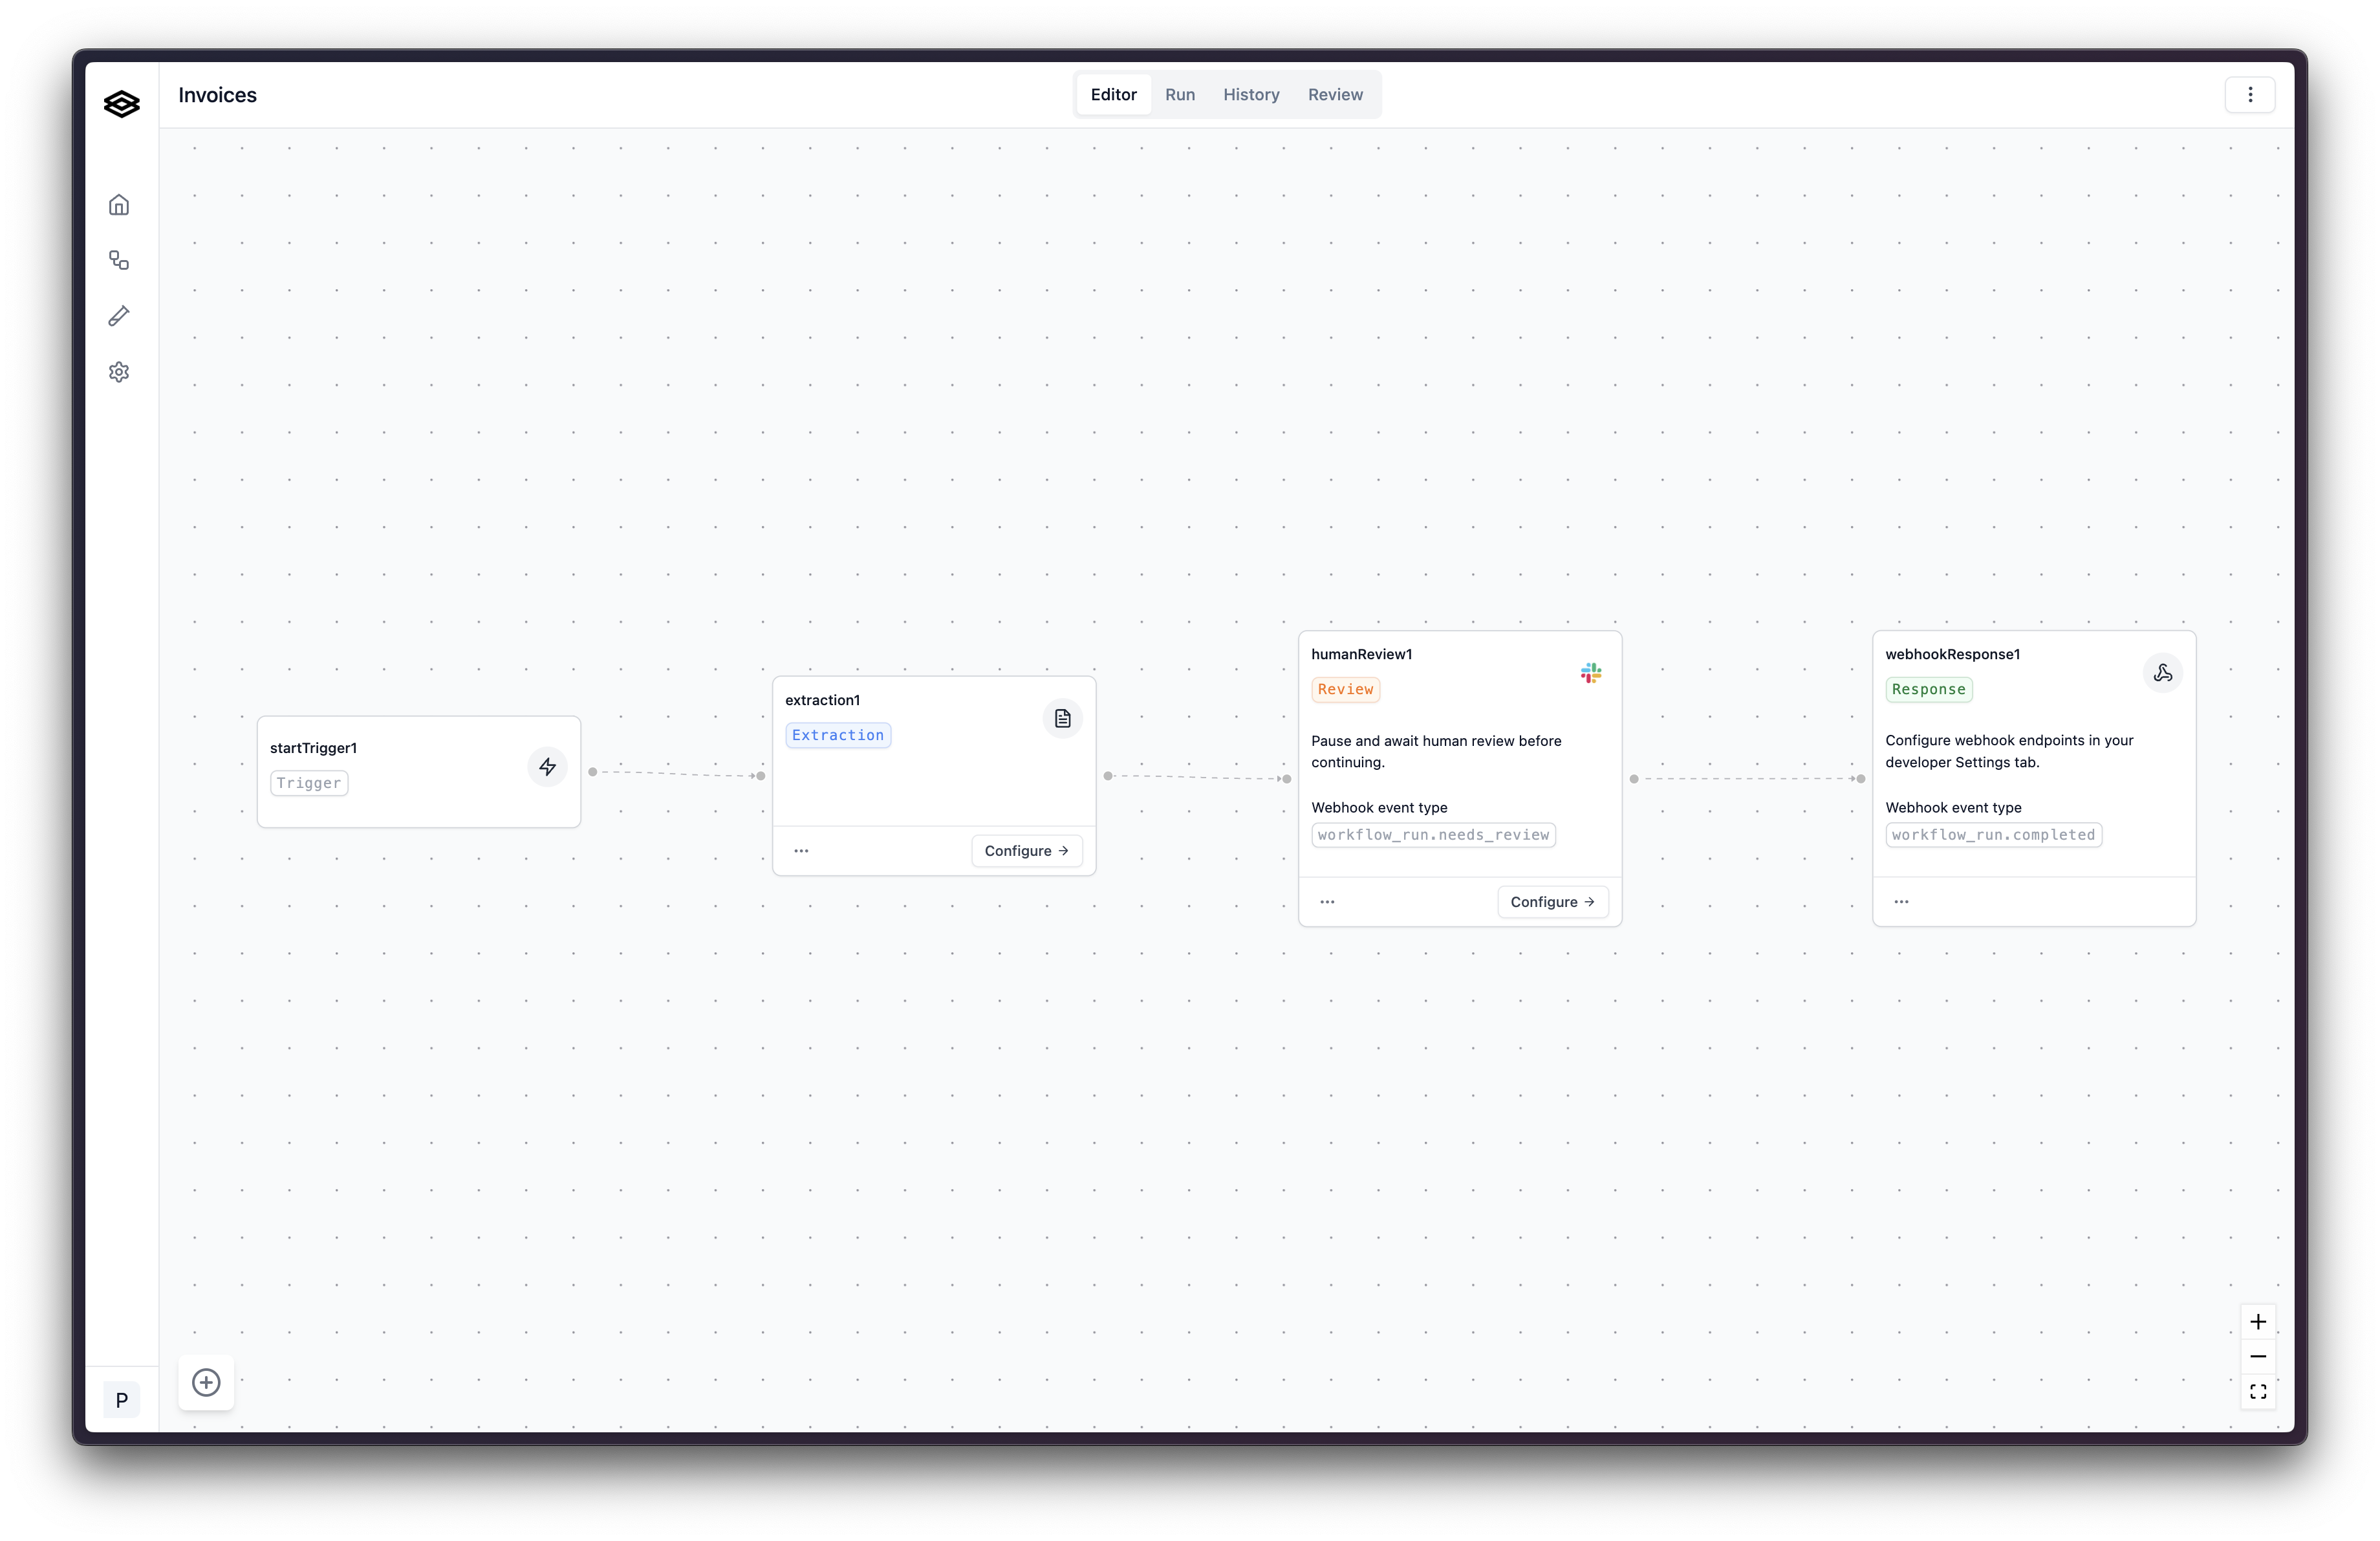 Invoices
Editor
Run
History
Review
startTrigger1
Trigger
extraction1
Extraction
Configure
humanReview1
Review
Pause and await human review before
continuing.
Webhook event type
workflow_run.needs_review
Configure
webhookResponse1
Response
Configure webhook endpoints in your
developer Settings tab.
Webhook event type
workflow_run.completed
P